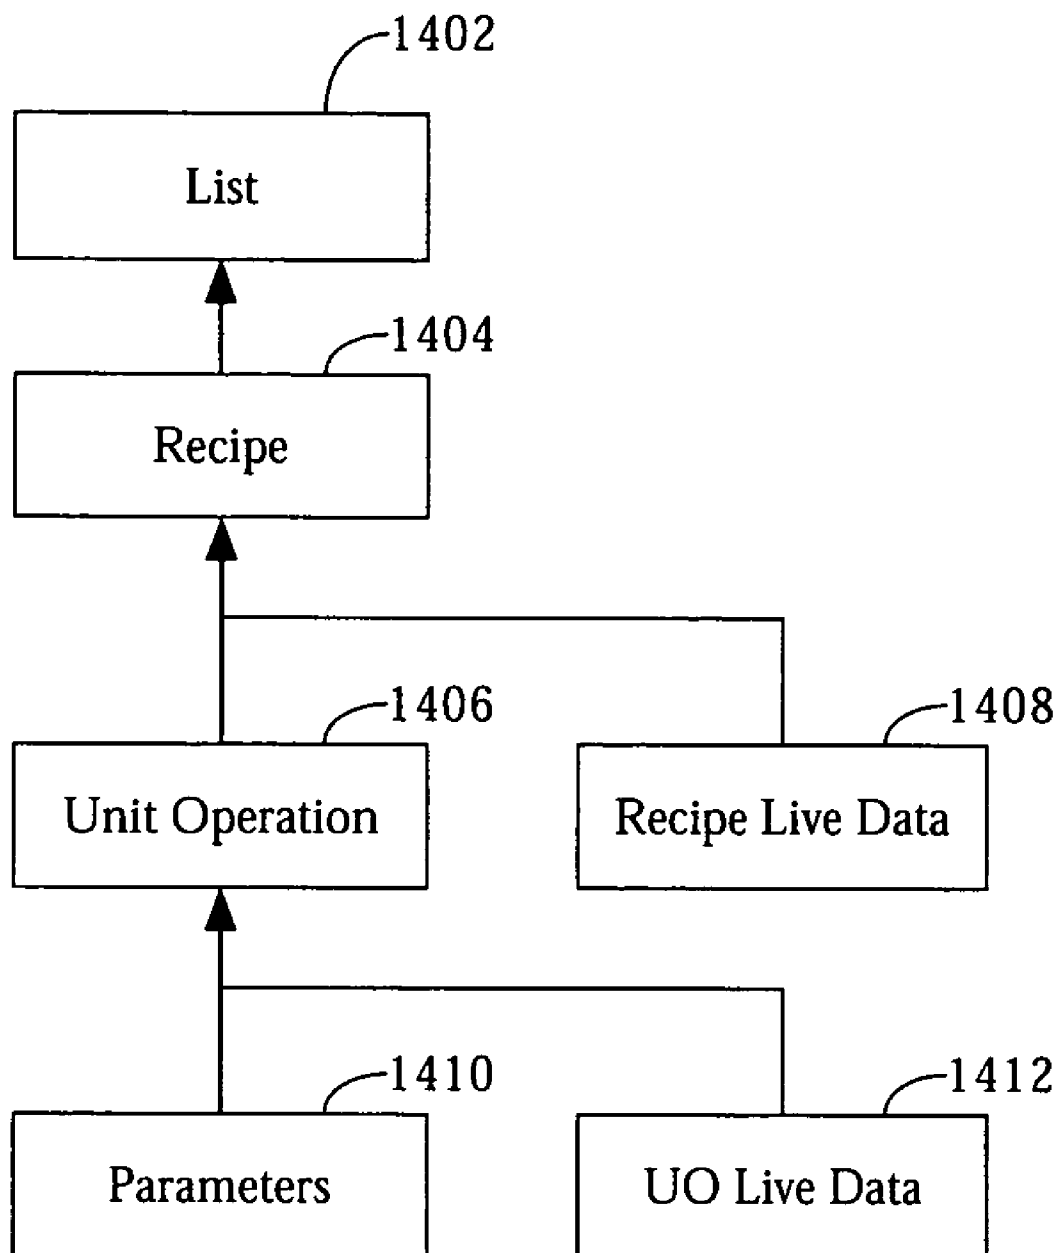 1402
List
1404
Recipe
1406
1408
Unit Operation
Recipe Live Data
1410
1412
Parameters
UO Live Data